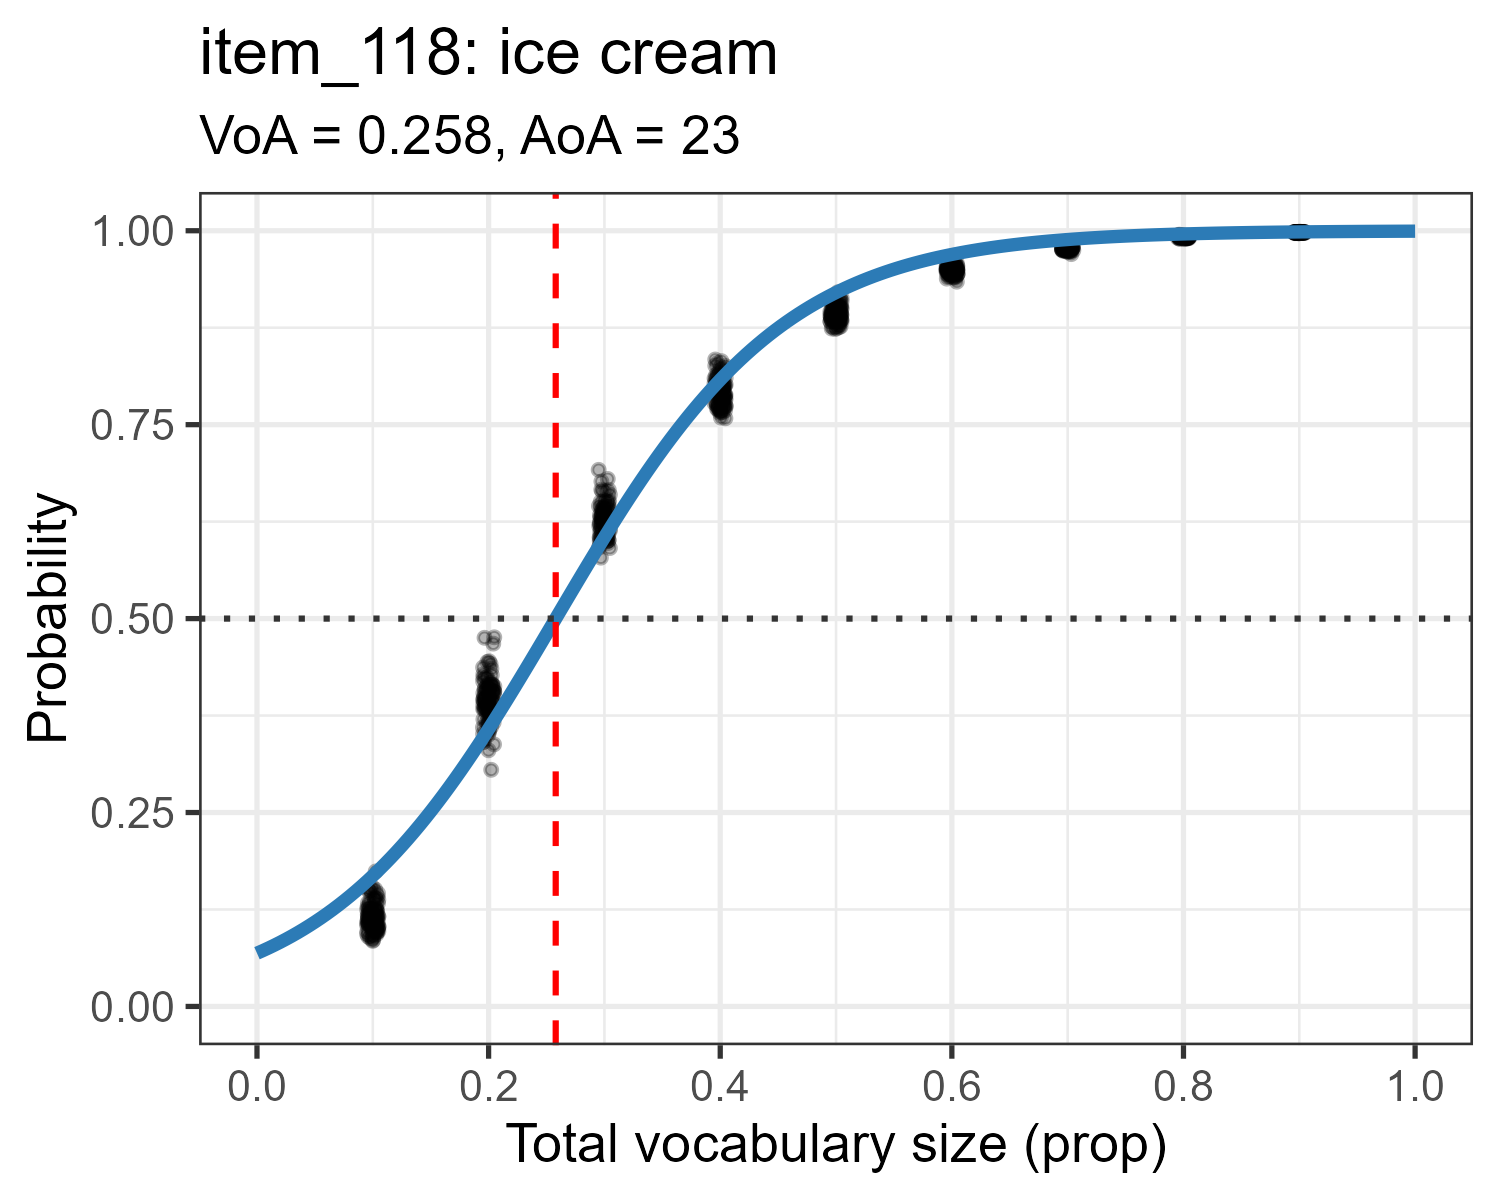 item_118: ice cream
VoA = 0.258, AoA = 23
Probability
1.00
0.75
0.50
0.25
0.00
0.0 0.2 0.4 0.6 0.8 1.0
Total vocabulary size (prop)